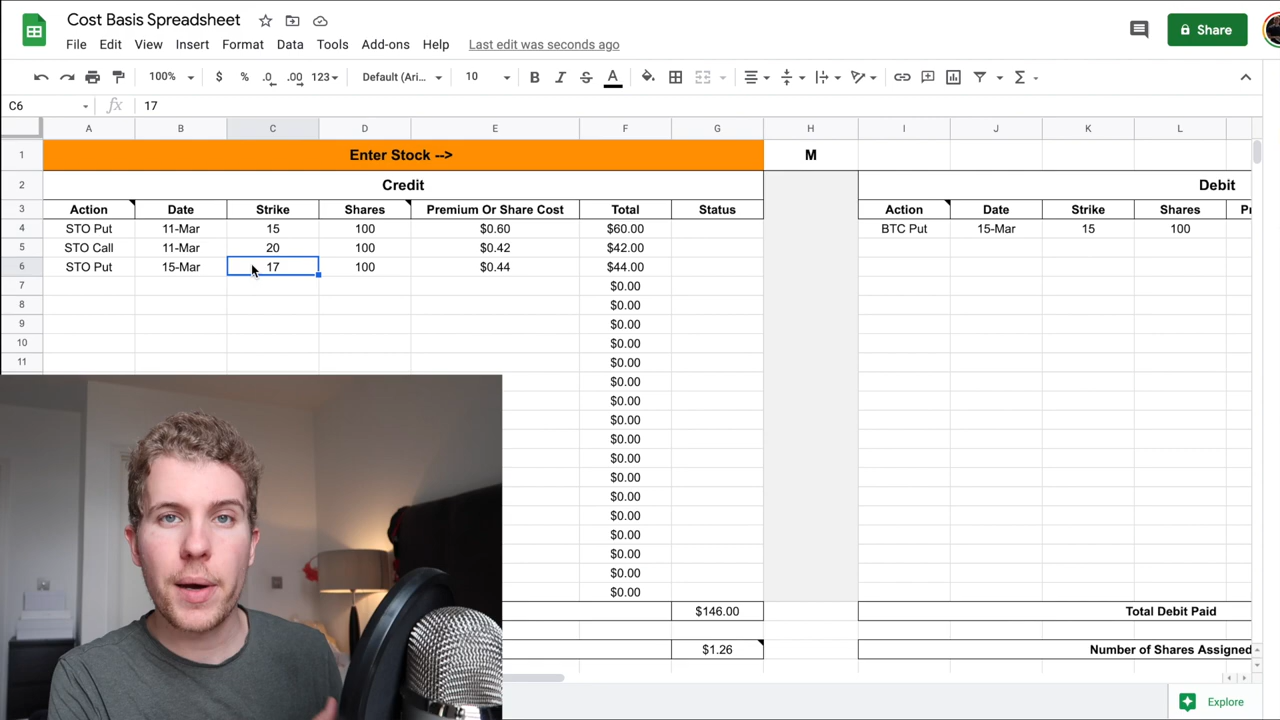 Cost Basis Spreadsheet
File Edit View Insert Format Data Tools Add-ons Help Last edit was seconds ago
Share
100% $ % .0 .00 123 Default (Ari... 10 B I S A
C6 fx 17
A B C D E F G H I J K L
1 Enter Stock --> M
2 Credit Debit
3 Action Date Strike Shares Premium Or Share Cost Total Status Action Date Strike Shares
4 STO Put 11-Mar 15 100 $0.60 $60.00 BTC Put 15-Mar 15 100
5 STO Call 11-Mar 20 100 $0.42 $42.00
6 STO Put 15-Mar 17 100 $0.44 $44.00
7 $0.00
8 $0.00
9 $0.00
10 $0.00
11 $0.00
$0.00
$0.00
$0.00
$0.00
$0.00
$0.00
$0.00
$0.00
$0.00
$0.00
$0.00
$0.00
$146.00 Total Debit Paid
$1.26 Number of Shares Assigned
Explore